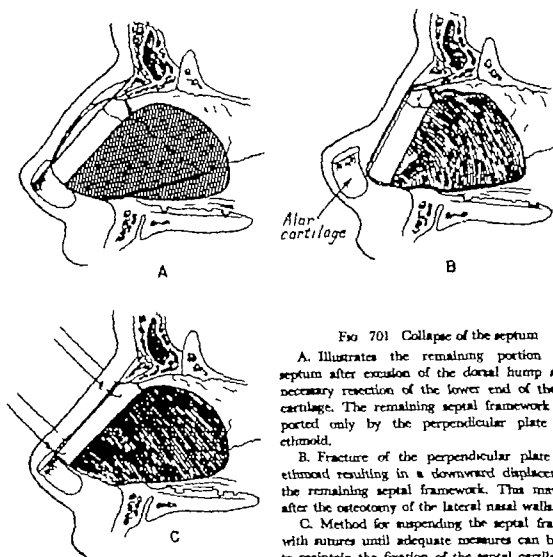 Alar
cartilage
A
B
C
FIG 701 Collapse of the septum
A. Illustrates the remaining portion
septum after excision of the dorsal hump a
necessary resection of the lower end of the
cartilage. The remaining septal framework
ported only by the perpendicular plate
ethmoid.
B. Fracture of the perpendicular plate
ethmoid resulting in a downward displace
the remaining septal framework. This ma
after the osteotomy of the lateral nasal walls
C. Method for suspending the septal fra
with sutures until adequate measures can b